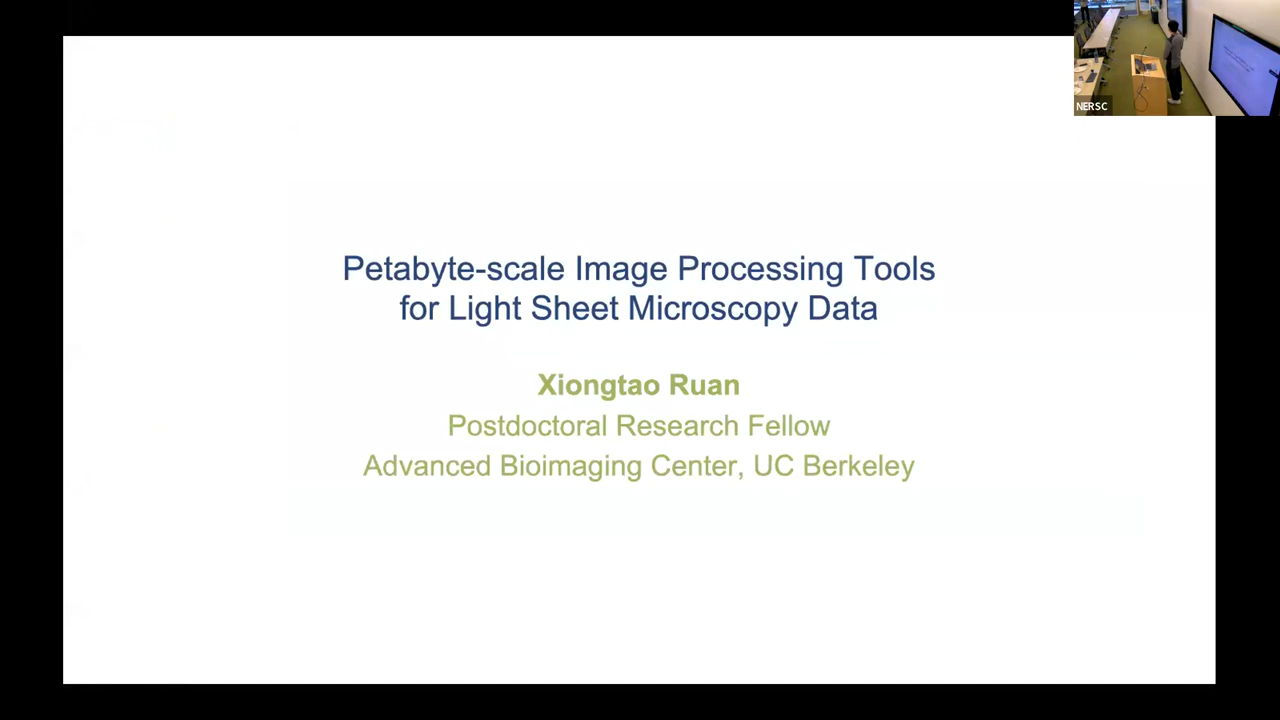 NERSC
Petabyte-scale Image Processing Tools
for Light Sheet Microscopy Data
Xiongtao Ruan
Postdoctoral Research Fellow
Advanced Bioimaging Center, UC Berkeley